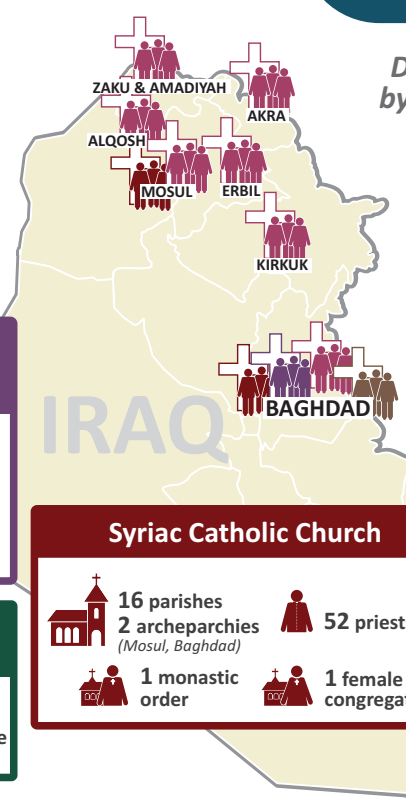 D
by
ZAKU & AMADIYAH
AKRA
ALQOSH
MOSUL
ERBIL
KIRKUK
BAGHDAD
IRAQ
Syriac Catholic Church
16 parishes
2 archeparchies
(Mosul, Baghdad)
52 priest
1 monastic
order
1 female
congregat
e